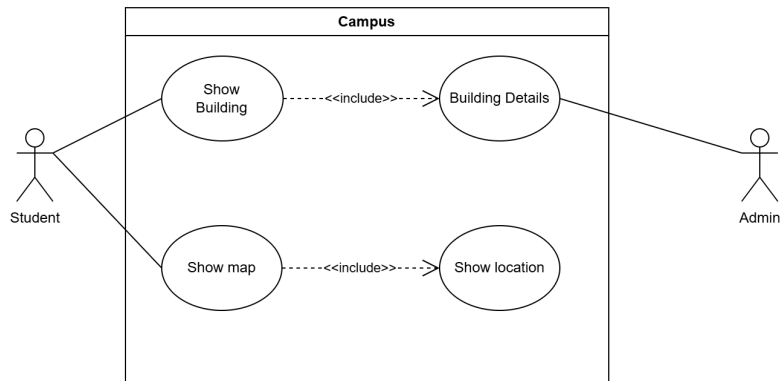 Campus
Show
Building
<<include>>
Building Details
Student
Admin
Show map
<<include>>
Show location